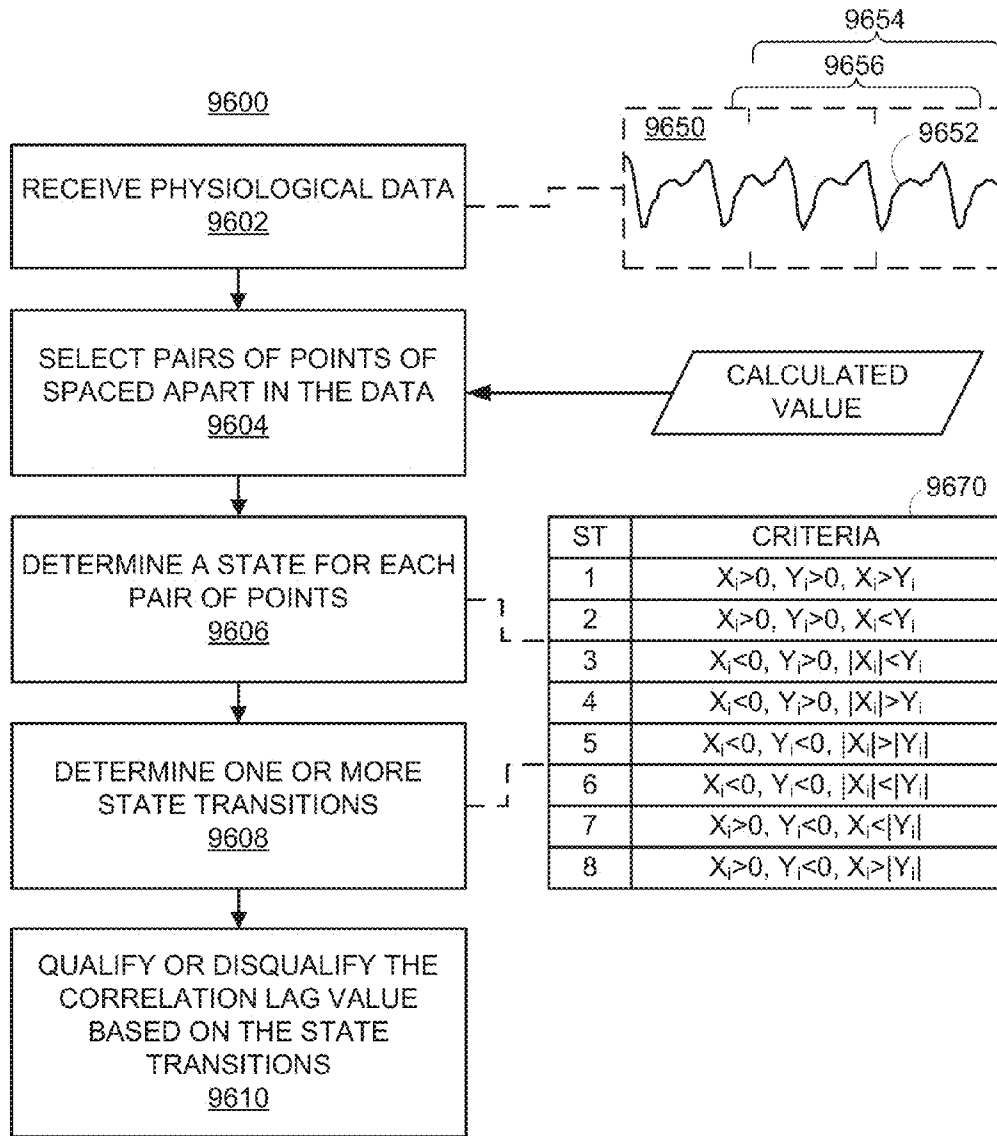 9654
9656
9600
9650
9652
RECEIVE PHYSIOLOGICAL DATA
9602
SELECT PAIRS OF POINTS OF
SPACED APART IN THE DATA
9604
CALCULATED
VALUE
9670
DETERMINE A STATE FOR EACH
PAIR OF POINTS
9606
DETERMINE ONE OR MORE
STATE TRANSITIONS
9608
ST CRITERIA
1 Xᵢ>0, Yᵢ>0, Xᵢ>Yᵢ
2 Xᵢ>0, Yᵢ>0, Xᵢ<Yᵢ
3 Xᵢ<0, Yᵢ>0, |Xᵢ|<Yᵢ
4 Xᵢ<0, Yᵢ>0, |Xᵢ|>Yᵢ
5 Xᵢ<0, Yᵢ<0, |Xᵢ|>|Yᵢ|
6 Xᵢ<0, Yᵢ<0, |Xᵢ|<|Yᵢ|
7 Xᵢ>0, Yᵢ<0, Xᵢ<|Yᵢ|
8 Xᵢ>0, Yᵢ<0, Xᵢ>|Yᵢ|
QUALIFY OR DISQUALIFY THE
CORRELATION LAG VALUE
BASED ON THE STATE
TRANSITIONS
9610